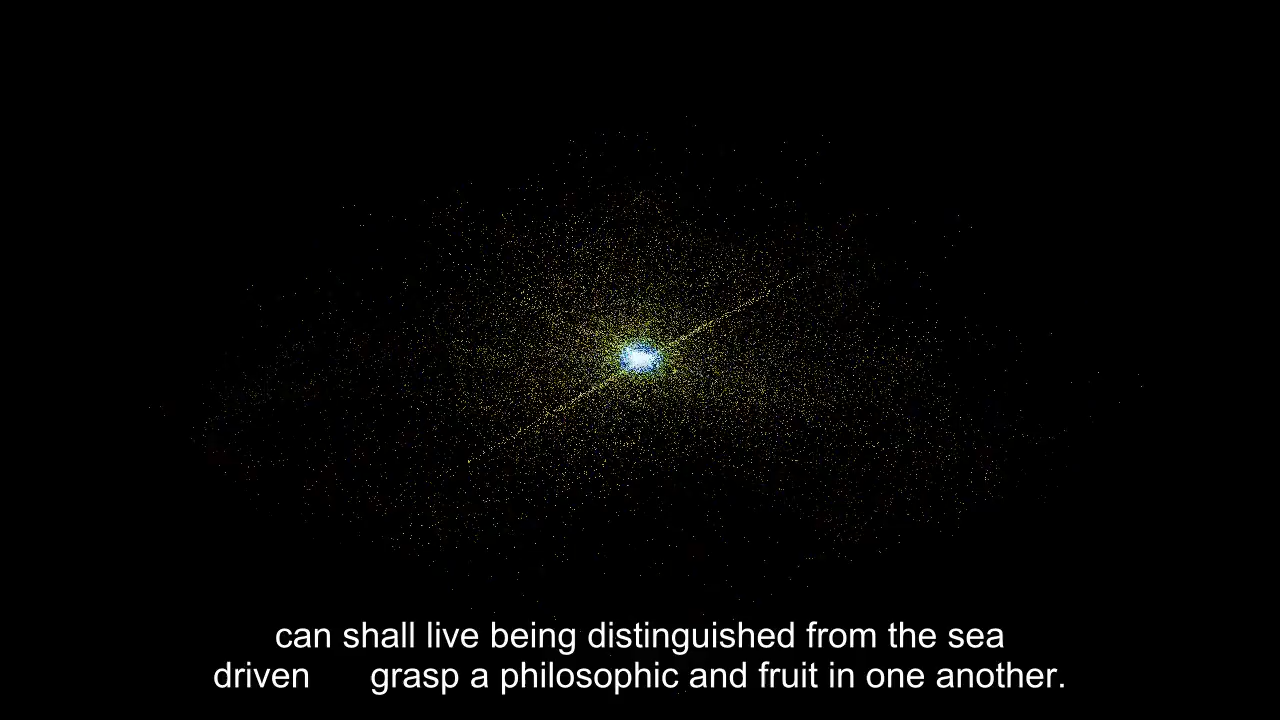 can shall live being distinguished from the sea
driven grasp a philosophic and fruit in one another.